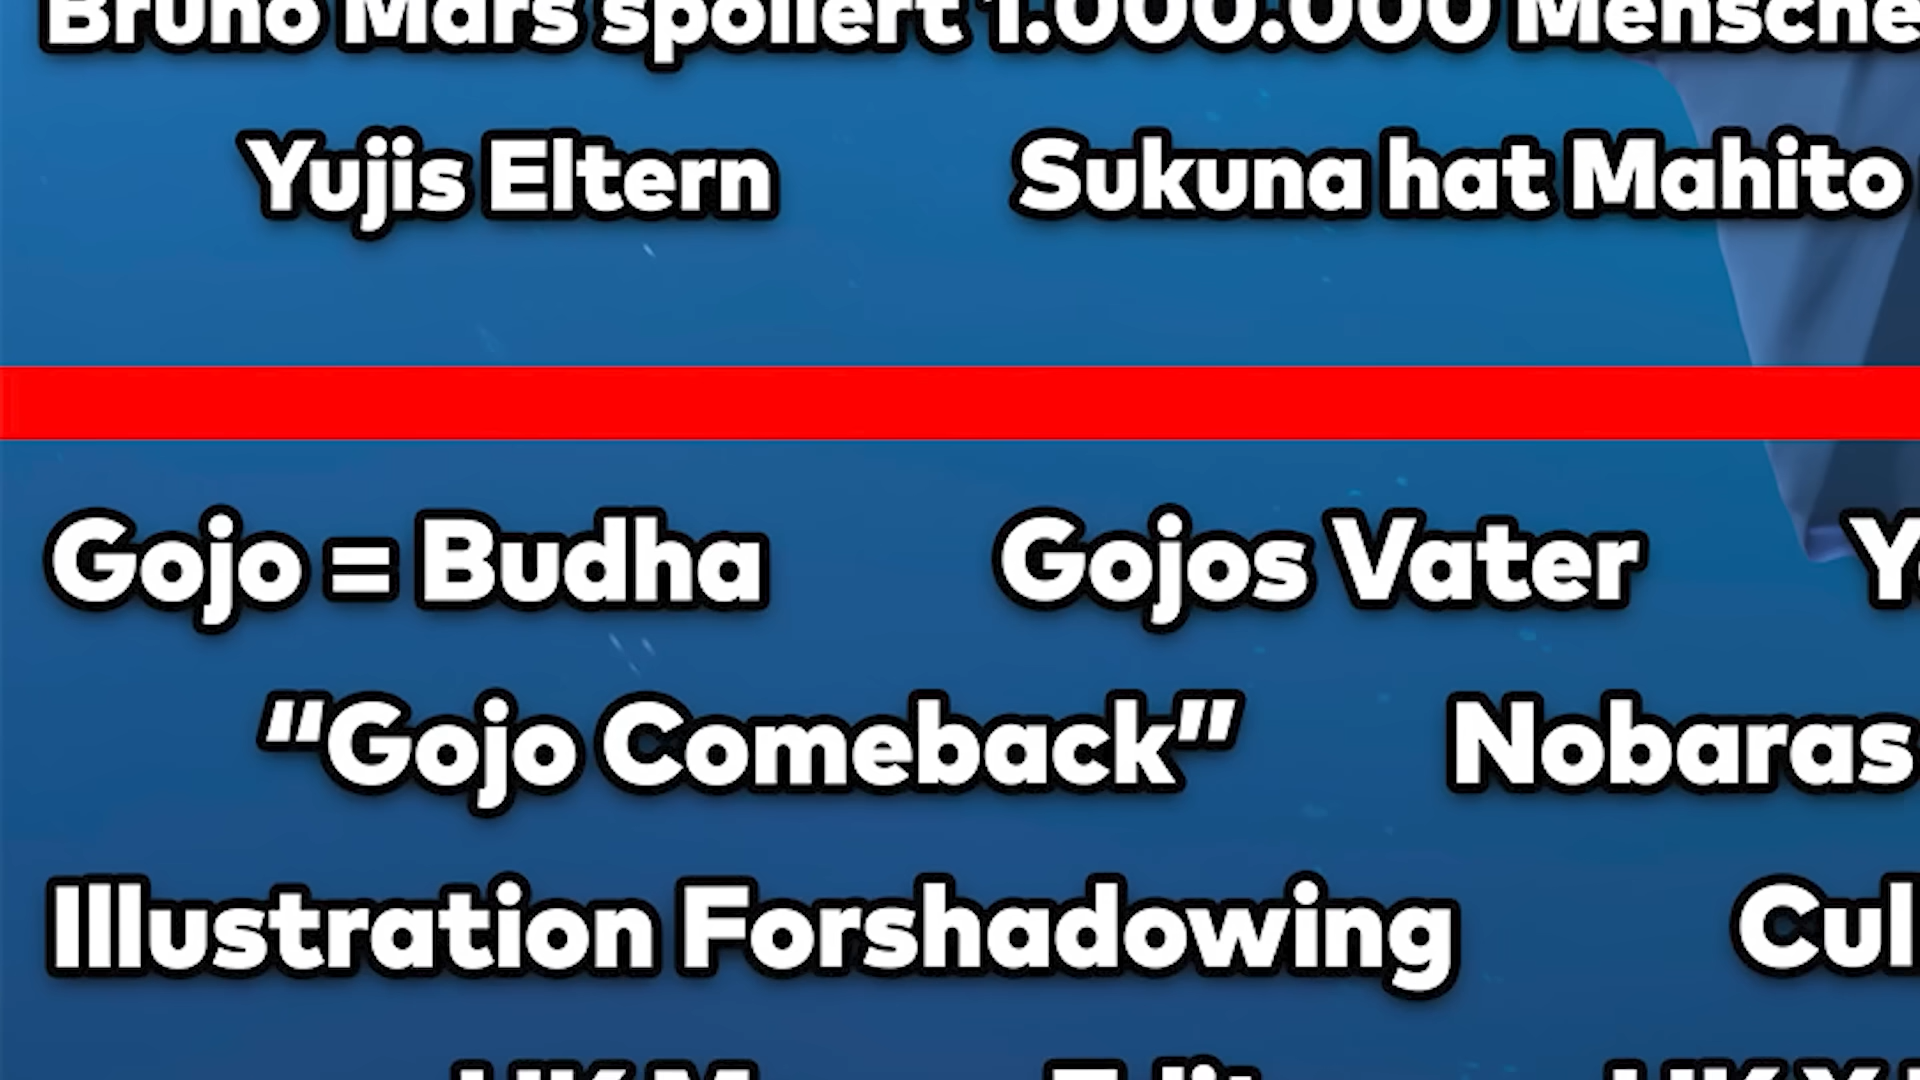 Bruno Mars spoilert 1.000.000 Mensche
Yujis Eltern Sukuna hat Mahito
Gojo = Budha Gojos Vater
“Gojo Comeback” Nobaras
Illustration Forshadowing Cul